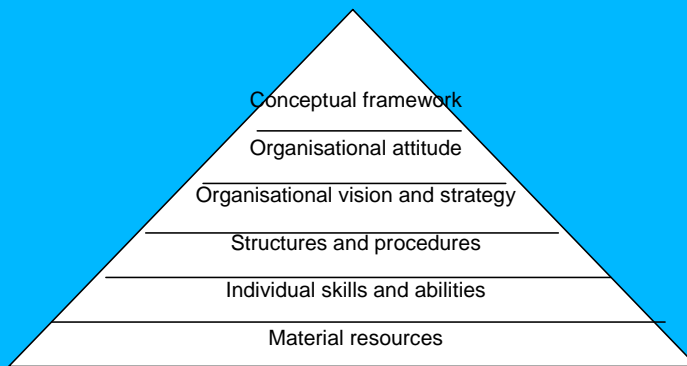 Conceptual framework
Organisational attitude
Organisational vision and strategy
Structures and procedures
Individual skills and abilities
Material resources